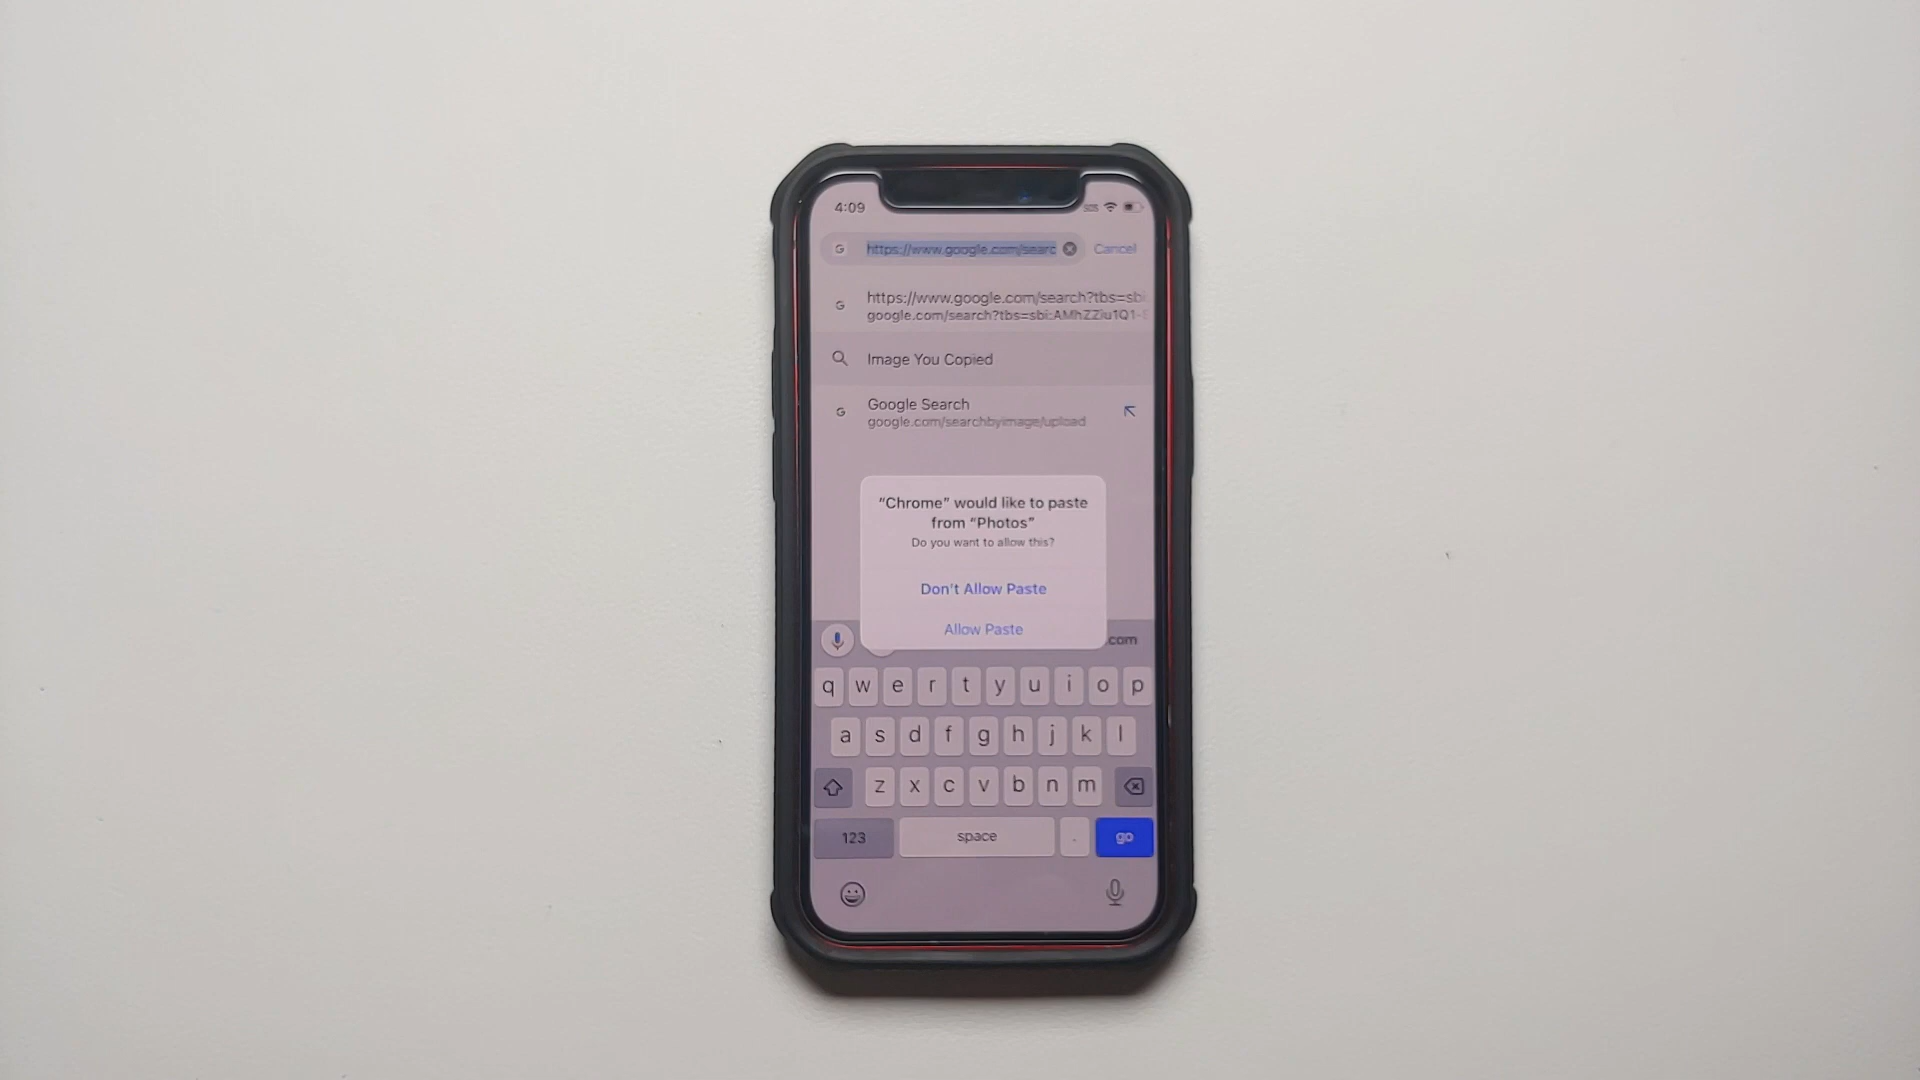 4:09
SOS
G https://www.google.com/searc Cancel
G https://www.google.com/search?tbs=sbi
google.com/search?tbs=sbi:AMhZZiu1Q1-
Image You Copied
G Google Search
google.com/searchbyimage/upload
"Chrome" would like to paste
from "Photos"
Do you want to allow this?
Don't Allow Paste
Allow Paste
.com
q w e r t y u i o p
a s d f g h j k l
z x c v b n m
123 space . go